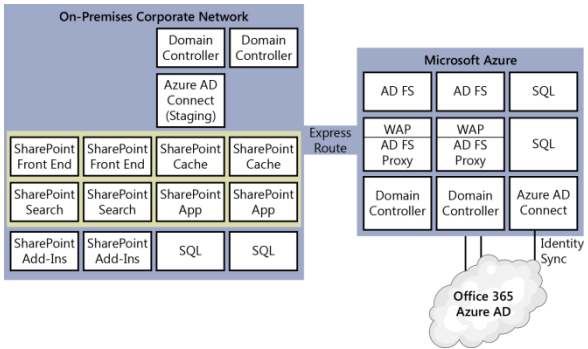 On-Premises Corporate Network
Domain
Controller
Domain
Controller
Azure AD
Connect
(Staging)
SharePoint
Front End
SharePoint
Front End
SharePoint
Cache
SharePoint
Cache
SharePoint
Search
SharePoint
Search
SharePoint
App
SharePoint
App
SharePoint
Add-Ins
SharePoint
Add-Ins
SQL
SQL
Express
Route
Microsoft Azure
AD FS
AD FS
SQL
WAP
AD FS
Proxy
WAP
AD FS
Proxy
SQL
Domain
Controller
Domain
Controller
Azure AD
Connect
Identity
Sync
Office 365
Azure AD